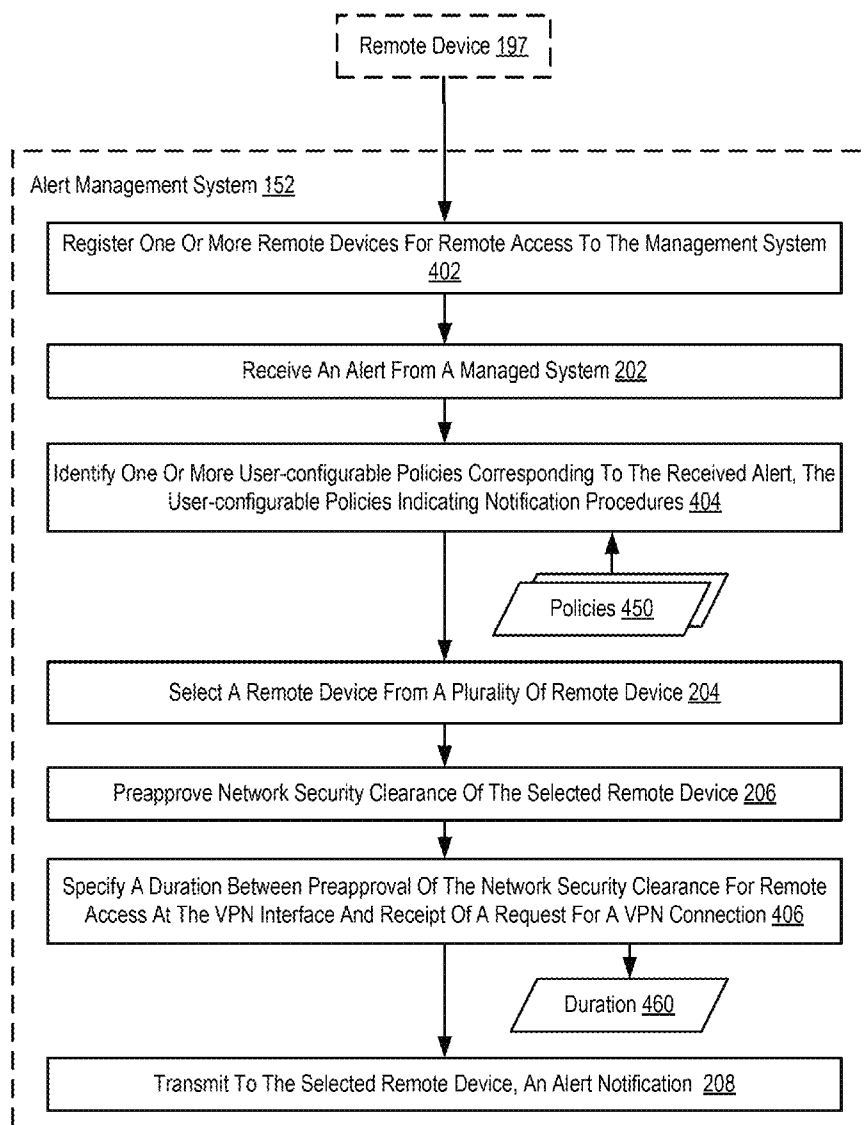 Remote Device 197
Alert Management System 152
Register One Or More Remote Devices For Remote Access To The Management System
402
Receive An Alert From A Managed System 202
Identify One Or More User-configurable Policies Corresponding To The Received Alert, The
User-configurable Policies Indicating Notification Procedures 404
Policies 450
Select A Remote Device From A Plurality Of Remote Device 204
Preapprove Network Security Clearance Of The Selected Remote Device 206
Specify A Duration Between Preapproval Of The Network Security Clearance For Remote
Access At The VPN Interface And Receipt Of A Request For A VPN Connection 406
Duration 460
Transmit To The Selected Remote Device, An Alert Notification 208